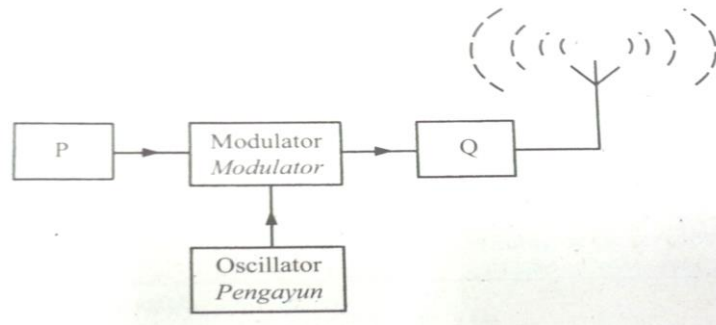 P
Modulator
Modulator
Q
Oscillator
Pengayun